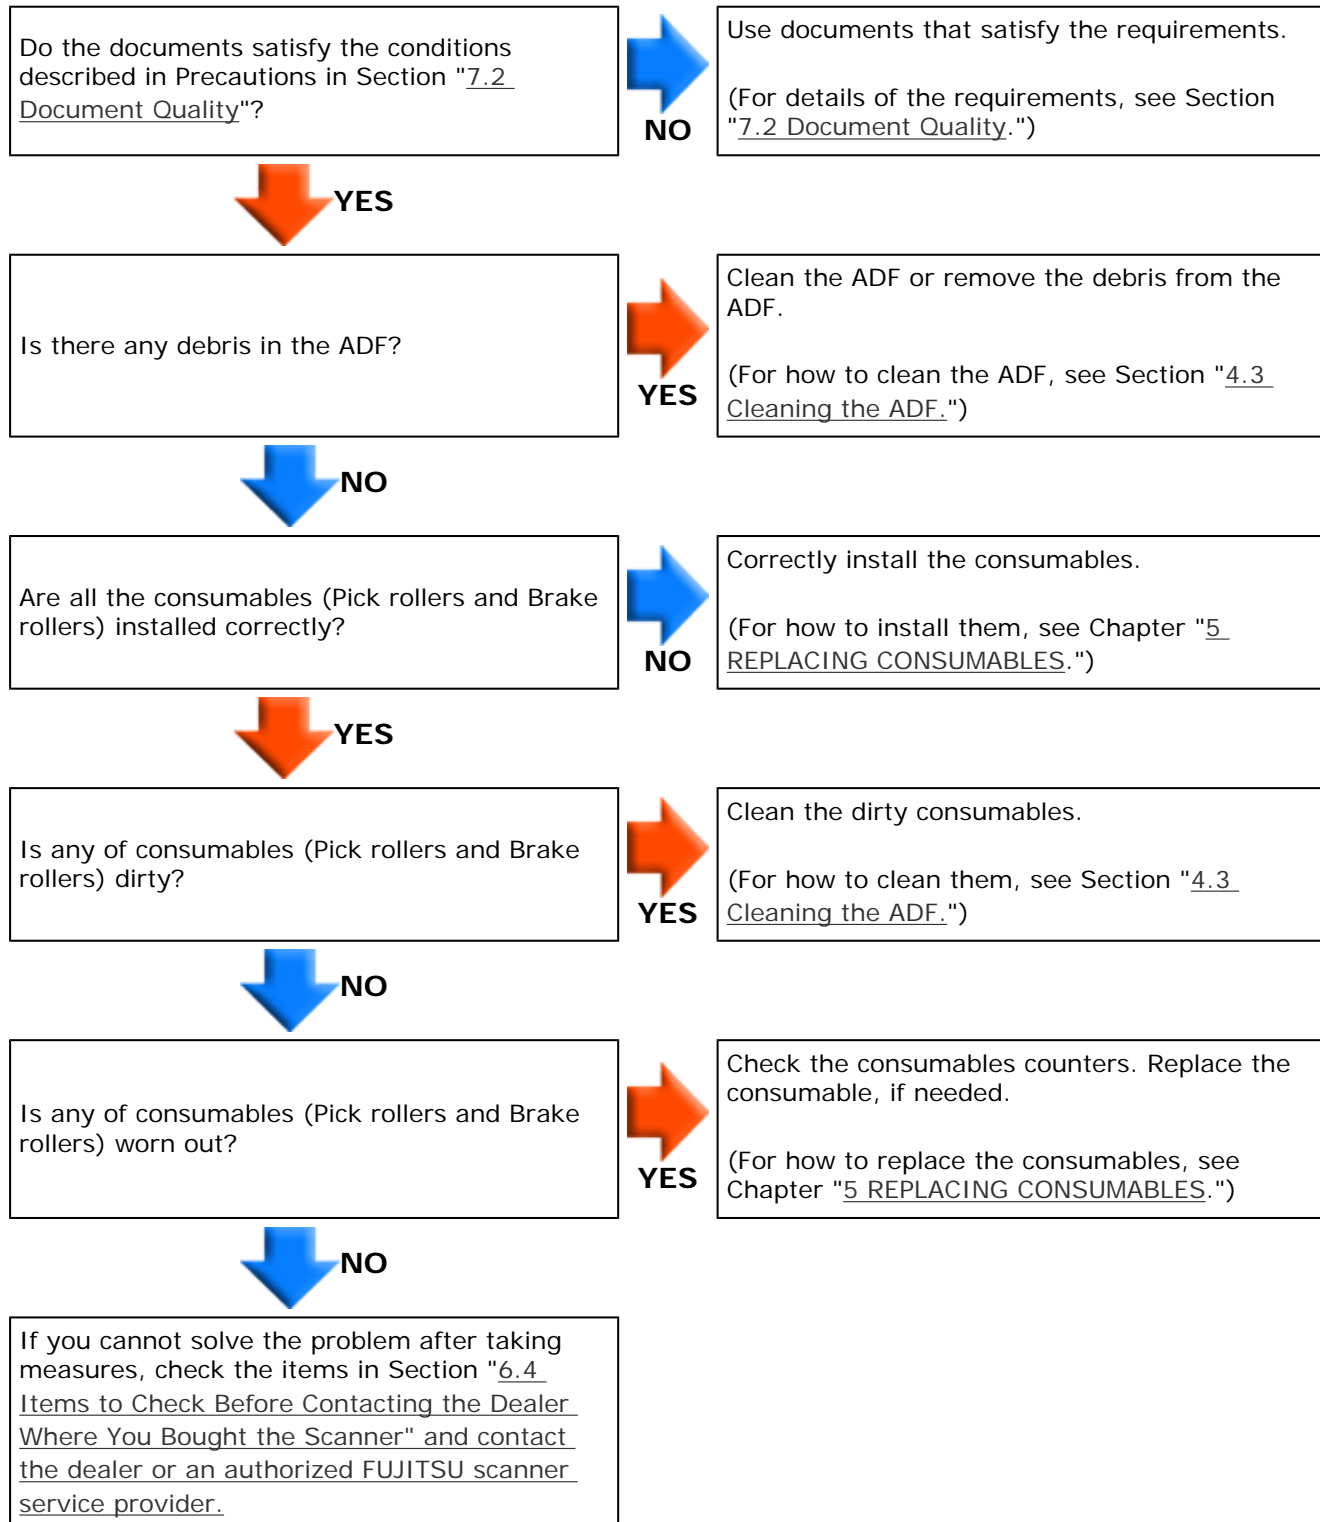 Do the documents satisfy the conditions
described in Precautions in Section "7.2
Document Quality"?
NO
Use documents that satisfy the requirements.
(For details of the requirements, see Section
"7.2 Document Quality.")
YES
Is there any debris in the ADF?
YES
Clean the ADF or remove the debris from the
ADF.
(For how to clean the ADF, see Section "4.3
Cleaning the ADF.")
NO
Are all the consumables (Pick rollers and Brake
rollers) installed correctly?
NO
Correctly install the consumables.
(For how to install them, see Chapter "5
REPLACING CONSUMABLES.")
YES
Is any of consumables (Pick rollers and Brake
rollers) dirty?
YES
Clean the dirty consumables.
(For how to clean them, see Section "4.3
Cleaning the ADF.")
NO
Is any of consumables (Pick rollers and Brake
rollers) worn out?
YES
Check the consumables counters. Replace the
consumable, if needed.
(For how to replace the consumables, see
Chapter "5 REPLACING CONSUMABLES.")
NO
If you cannot solve the problem after taking
measures, check the items in Section "6.4
Items to Check Before Contacting the Dealer
Where You Bought the Scanner" and contact
the dealer or an authorized FUJITSU scanner
service provider.